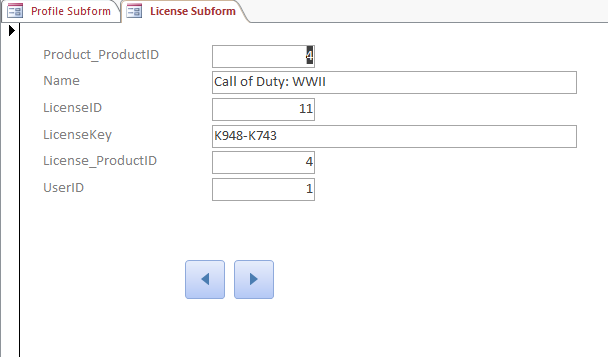 Profile Subform License Subform
Product_ProductID 4
Name Call of Duty: WWII
LicenseID 11
LicenseKey K948-K743
License_ProductID 4
UserID 1